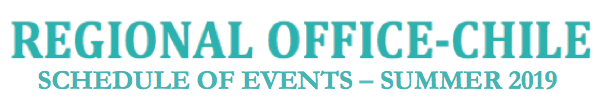 REGIONAL OFFICE-CHILE
SCHEDULE OF EVENTS – SUMMER 2019